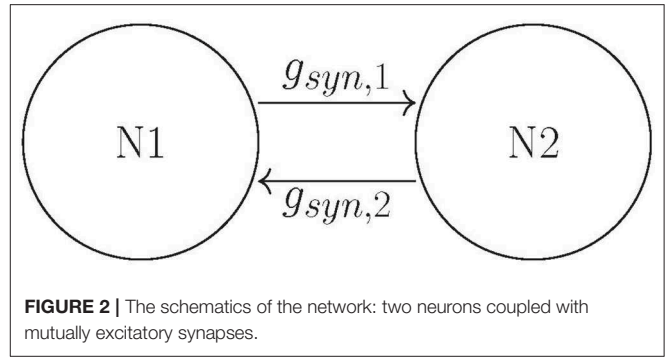 g_{syn,1}
N1
N2
g_{syn,2}
FIGURE 2 | The schematics of the network: two neurons coupled with
mutually excitatory synapses.